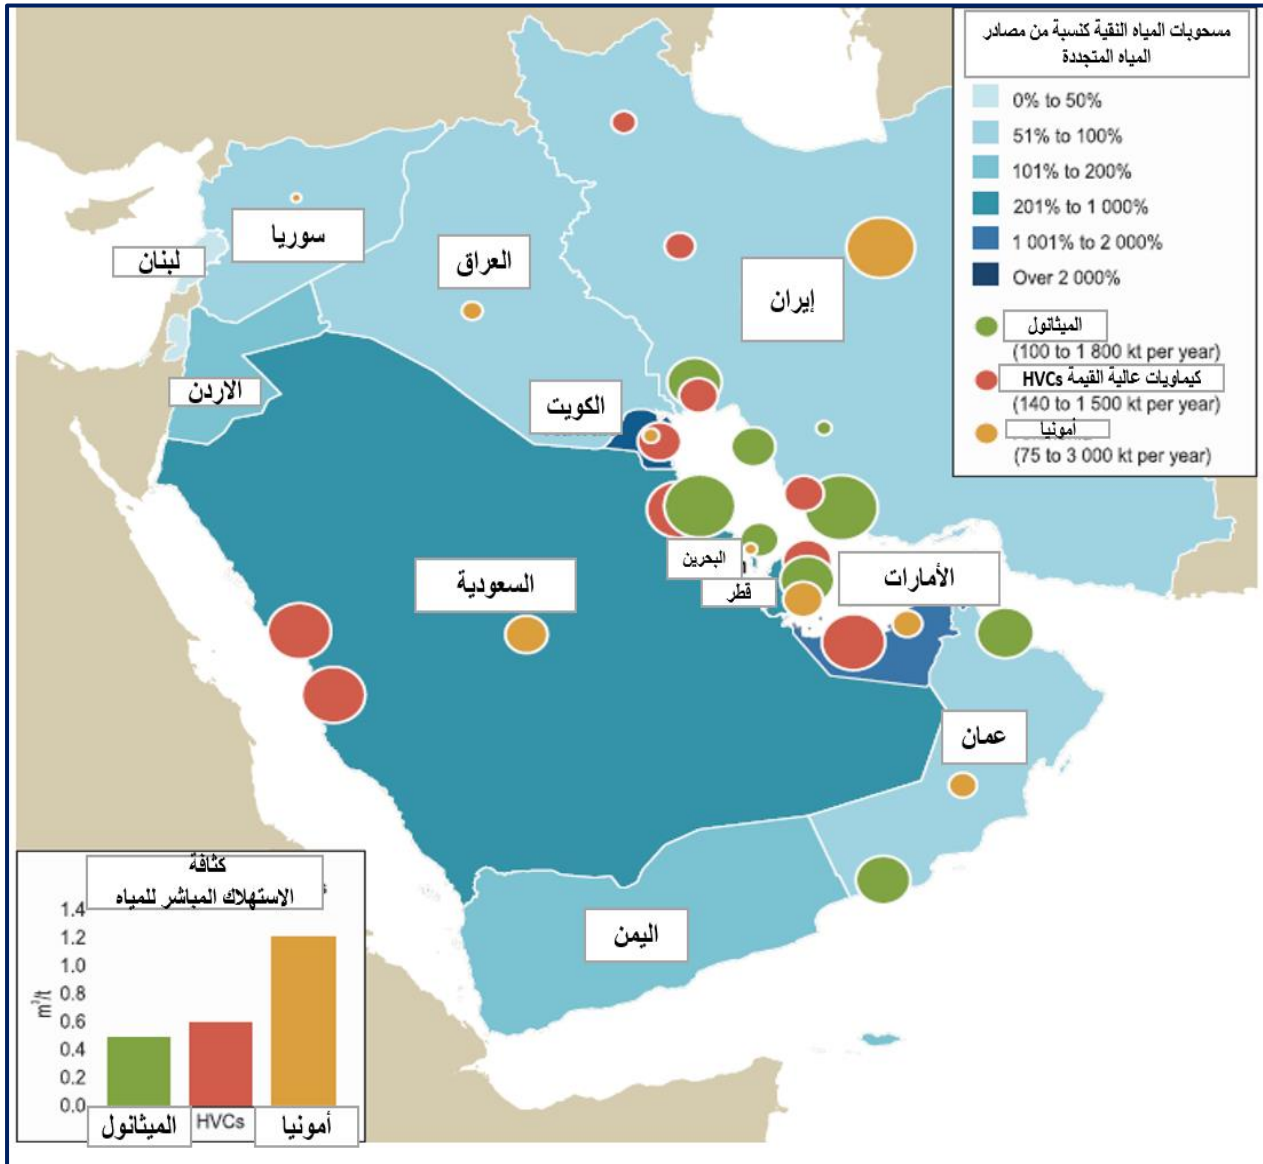 مسحوبات المياه النقية كنسبة من مصادر
المياه المتجددة
0% to 50%
51% to 100%
101% to 200%
201% to 1 000%
1 001% to 2 000%
Over 2 000%
الميثانول
(100 to 1 800 kt per year)
كيماويات عالية القيمة HVCs
(140 to 1 500 kt per year)
أمونيا
(75 to 3 000 kt per year)
سوريا
لبنان
العراق
إيران
الاردن
الكويت
البحرين
قطر
الأمارات
السعودية
عمان
اليمن
كثافة
الاستهلاك المباشر للمياه
1.4
1.2
1.0
0.8
0.6
0.4
0.2
0.0
m³/t
الميثانول
HVCs
أمونيا